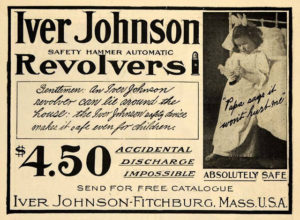 Iver Johnson
SAFETY HAMMER AUTOMATIC
Revolvers
Gentlemen: An Iver Johnson
revolver can lie around the
house: the Iver Johnson safety device
makes it safe even for children.
"Papa says it
won't hurt me"
$4.50
ACCIDENTAL
DISCHARGE
IMPOSSIBLE
ABSOLUTELY SAFE
SEND FOR FREE CATALOGUE
IVER JOHNSON-FITCHBURG, MASS. U.S.A.